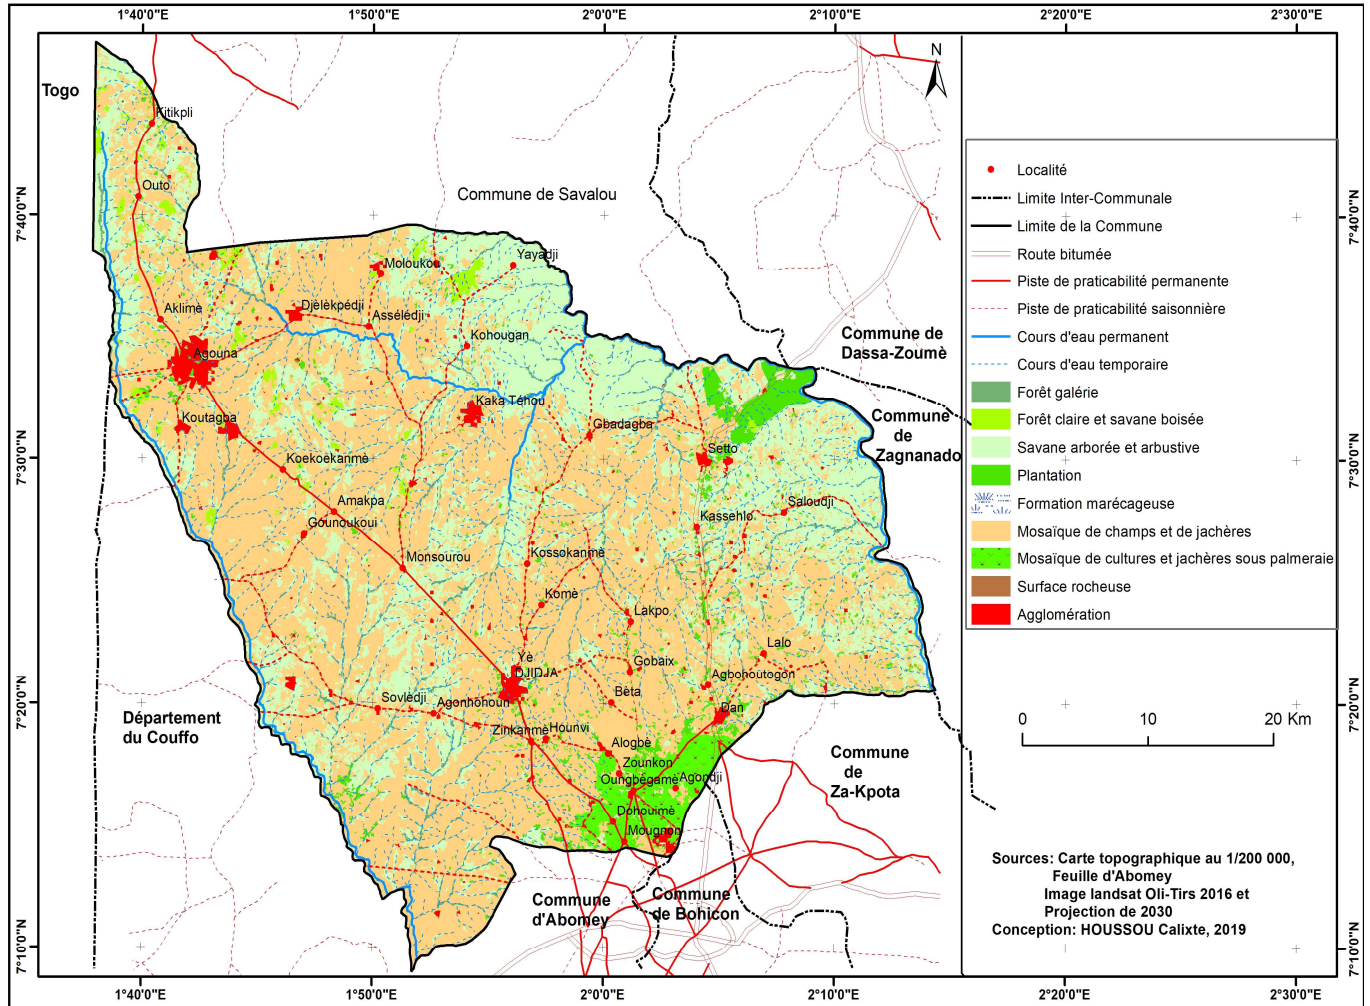 1°40'0"E
1°50'0"E
2°0'0"E
2°10'0"E
2°20'0"E
2°30'0"E
7°40'0"N
7°30'0"N
7°20'0"N
7°10'0"N
7°40'0"N
7°30'0"N
7°20'0"N
7°10'0"N
N
Togo
Kitikpli
Outo
Commune de Savalou
Moloukou
Yayadji
Aklimè
Djèlèkpédji
Assélédji
Kohougan
Agouna
Commune de
Dassa-Zoumè
Kaka Téhou
Koutagba
Gbadagba
Commune
de
Zagnanado
Setto
Koekoekanmè
Amakpa
Gounoukoui
Saloudji
Kassehlo
Monsourou
Kossokanmè
Komè
Lakpo
Lalo
Yè
DJIDJA
Gobaix
Agbohoutogon
Bèta
Sovlèdji
Agonhohoun
Dan
Département
du Couffo
Zinkanmè
Hounvi
Alogbè
Zounkon
Oungbègamè
Agondji
Commune
de
Za-Kpota
Dohouimè
Mougnon
Commune
d'Abomey
Commune
de Bohicon
Localité
Limite Inter-Communale
Limite de la Commune
Route bitumée
Piste de praticabilité permanente
Piste de praticabilité saisonnière
Cours d'eau permanent
Cours d'eau temporaire
Forêt galérie
Forêt claire et savane boisée
Savane arborée et arbustive
Plantation
Formation marécageuse
Mosaïque de champs et de jachères
Mosaïque de cultures et jachères sous palmeraie
Surface rocheuse
Agglomération
0 10 20 Km
Sources: Carte topographique au 1/200 000,
Feuille d'Abomey
Image landsat Oli-Tirs 2016 et
Projection de 2030
Conception: HOUSSOU Calixte, 2019
1°40'0"E
1°50'0"E
2°0'0"E
2°10'0"E
2°20'0"E
2°30'0"E